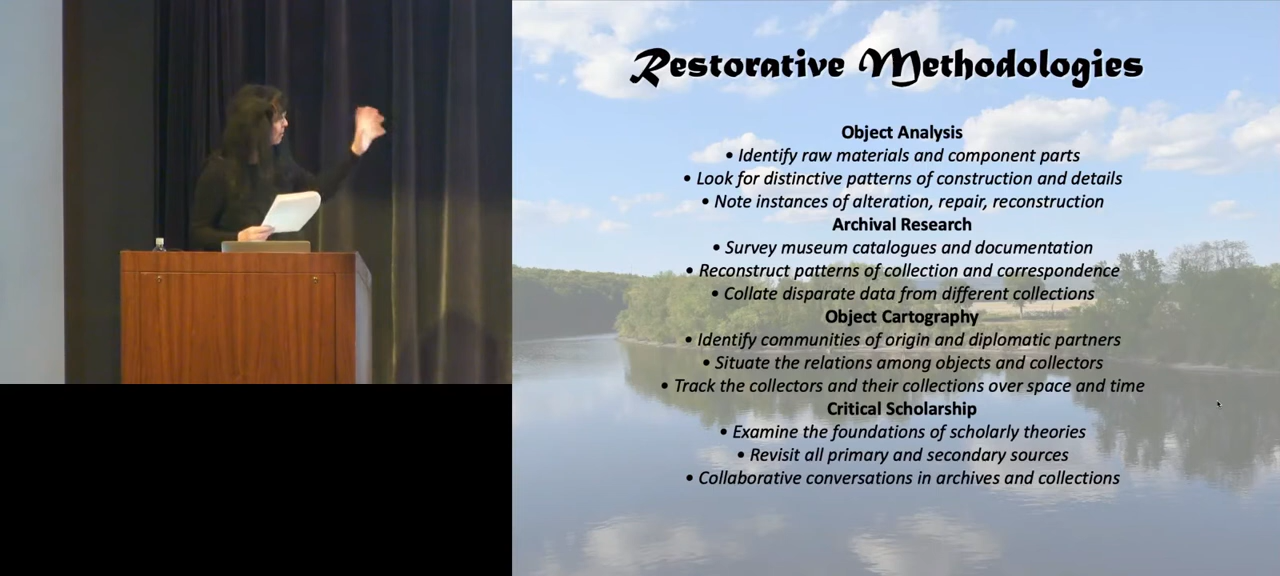 Restorative Methodologies
Object Analysis
• Identify raw materials and component parts
• Look for distinctive patterns of construction and details
• Note instances of alteration, repair, reconstruction
Archival Research
• Survey museum catalogues and documentation
• Reconstruct patterns of collection and correspondence
• Collate disparate data from different collections
Object Cartography
• Identify communities of origin and diplomatic partners
• Situate the relations among objects and collectors
• Track the collectors and their collections over space and time
Critical Scholarship
• Examine the foundations of scholarly theories
• Revisit all primary and secondary sources
• Collaborative conversations in archives and collections